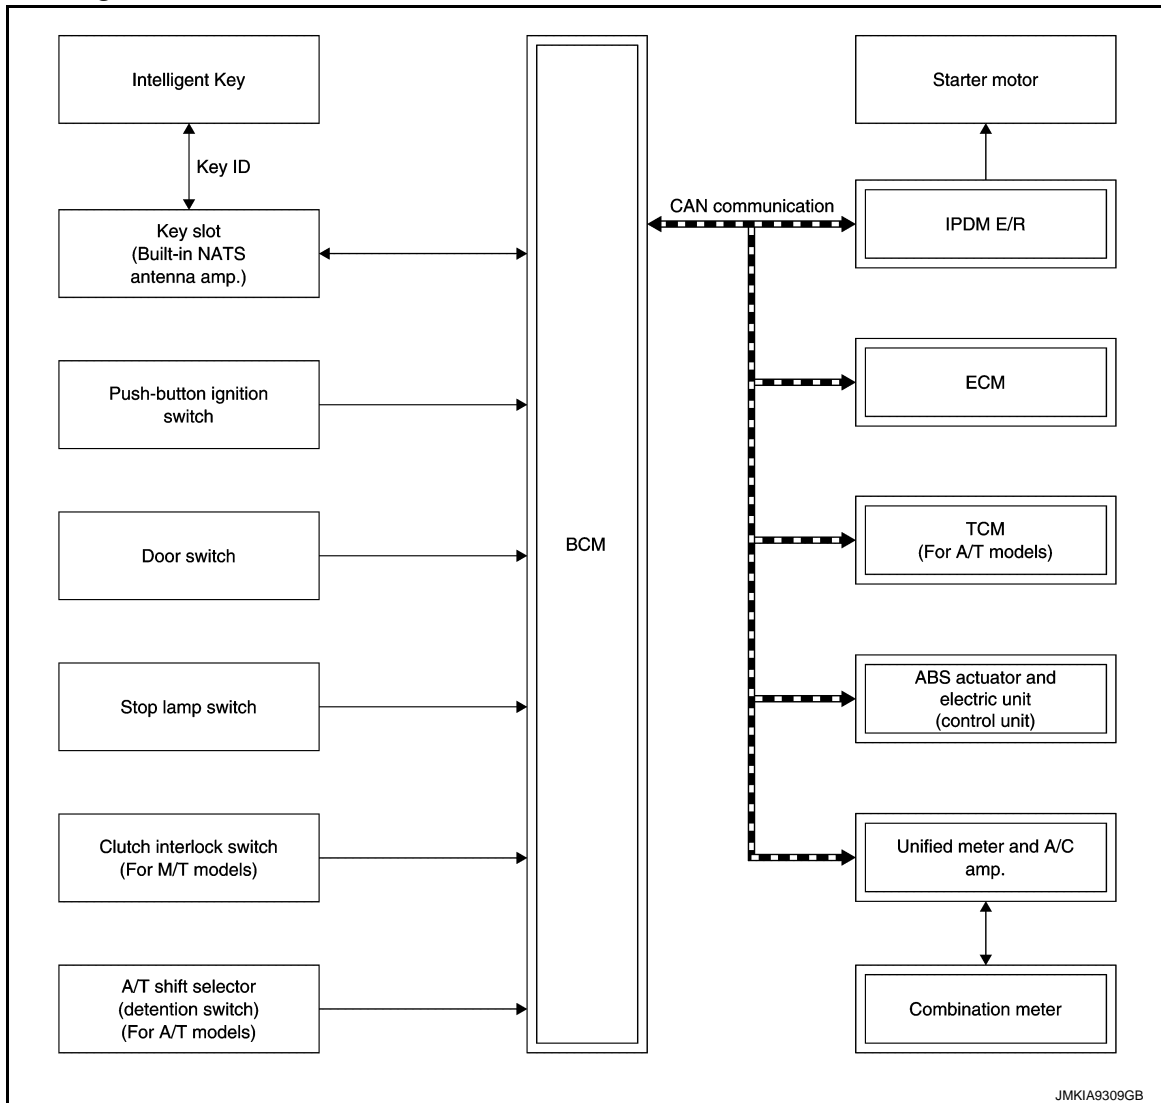 Intelligent Key
Key ID
Key slot
(Built-in NATS
antenna amp.)
Push-button ignition
switch
Door switch
Stop lamp switch
Clutch interlock switch
(For M/T models)
A/T shift selector
(detention switch)
(For A/T models)
BCM
CAN communication
Starter motor
IPDM E/R
ECM
TCM
(For A/T models)
ABS actuator and
electric unit
(control unit)
Unified meter and A/C
amp.
Combination meter
JMKIA9309GB